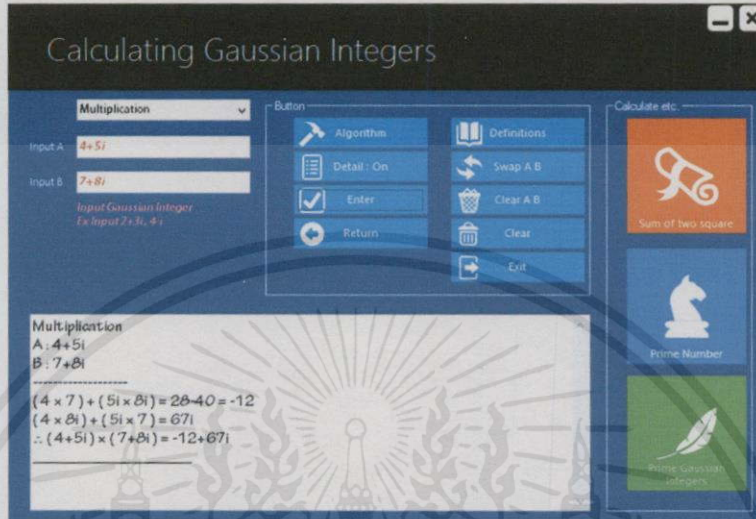 Calculating Gaussian Integers
Multiplication
Input A 4+5i
Input B 7+8i
Input Gaussian integer
Ex Input 2+3i, 4-i
Button
Algorithm
Detail : On
Enter
Return
Definitions
Swap A B
Clear A B
Clear
Exit
Calculate etc.
Sum of two square
Prime Number
Prime Gaussian
Integers
Multiplication
A : 4+5i
B : 7+8i
--------------------
(4 × 7) + (5i × 8i) = 28-40 = -12
(4 × 8i) + (5i × 7) = 67i
∴ (4+5i) × (7+8i) = -12+67i